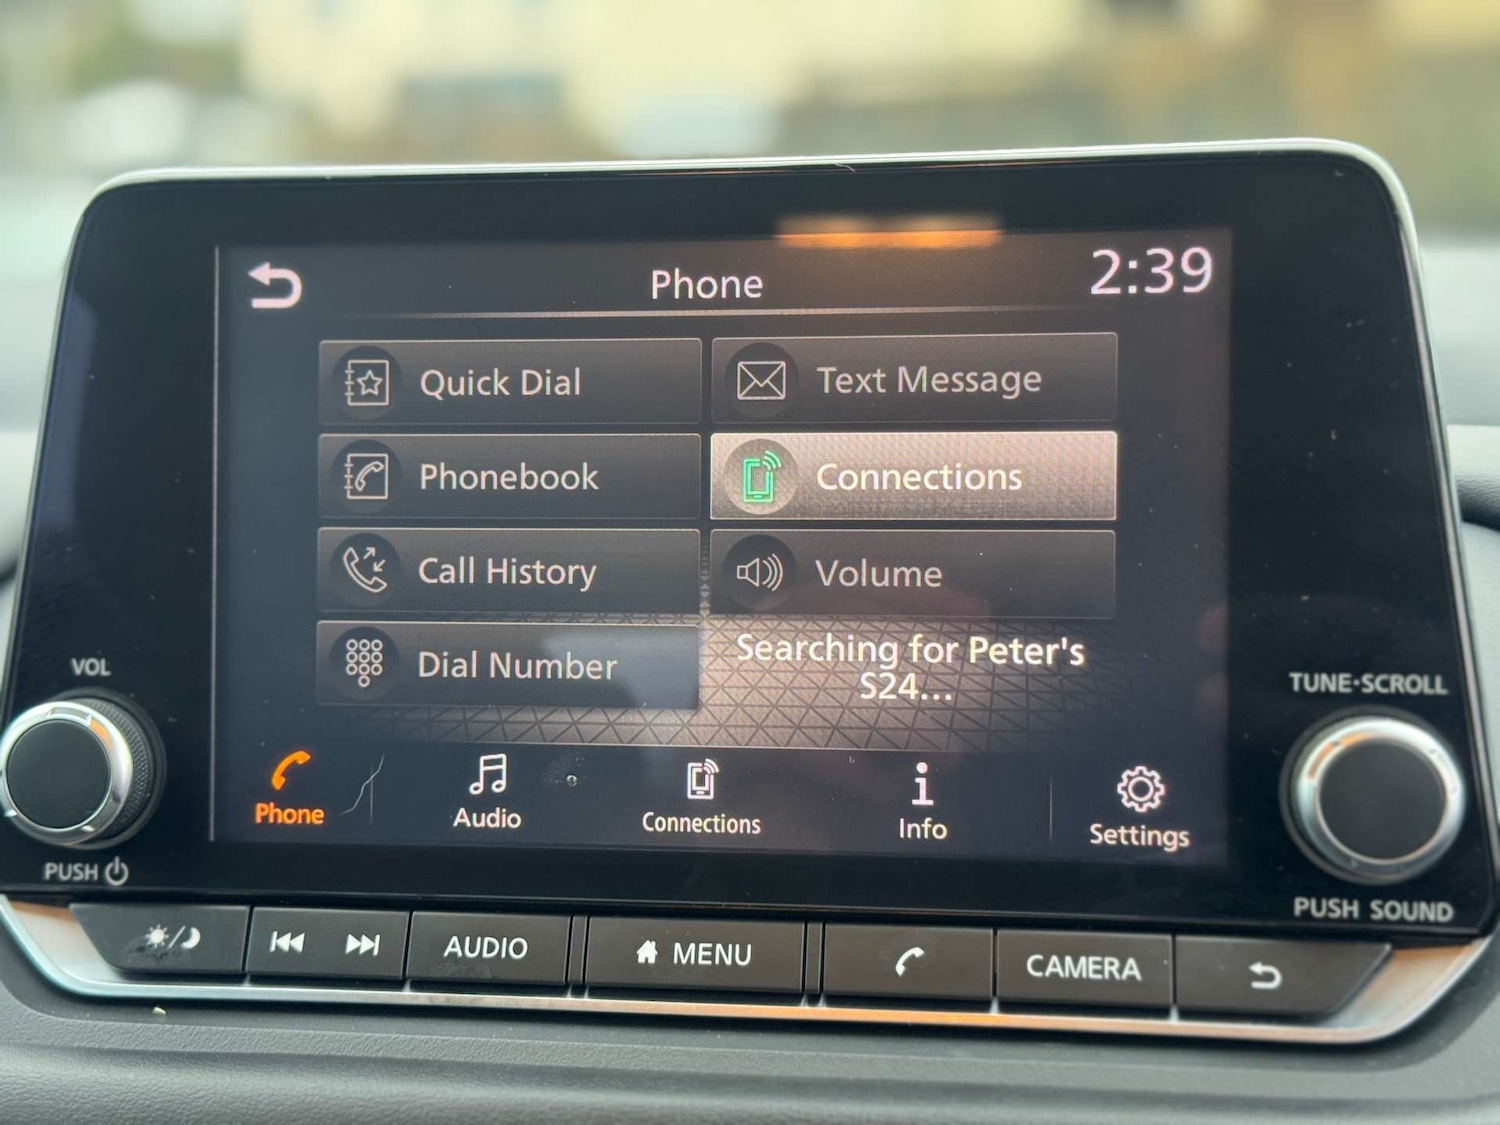 Phone
2:39
Quick Dial
Text Message
Phonebook
Connections
Call History
Volume
Dial Number
Searching for Peter's
S24...
Phone
Audio
Connections
Info
Settings
VOL
PUSH
TUNE·SCROLL
PUSH SOUND
AUDIO
MENU
CAMERA